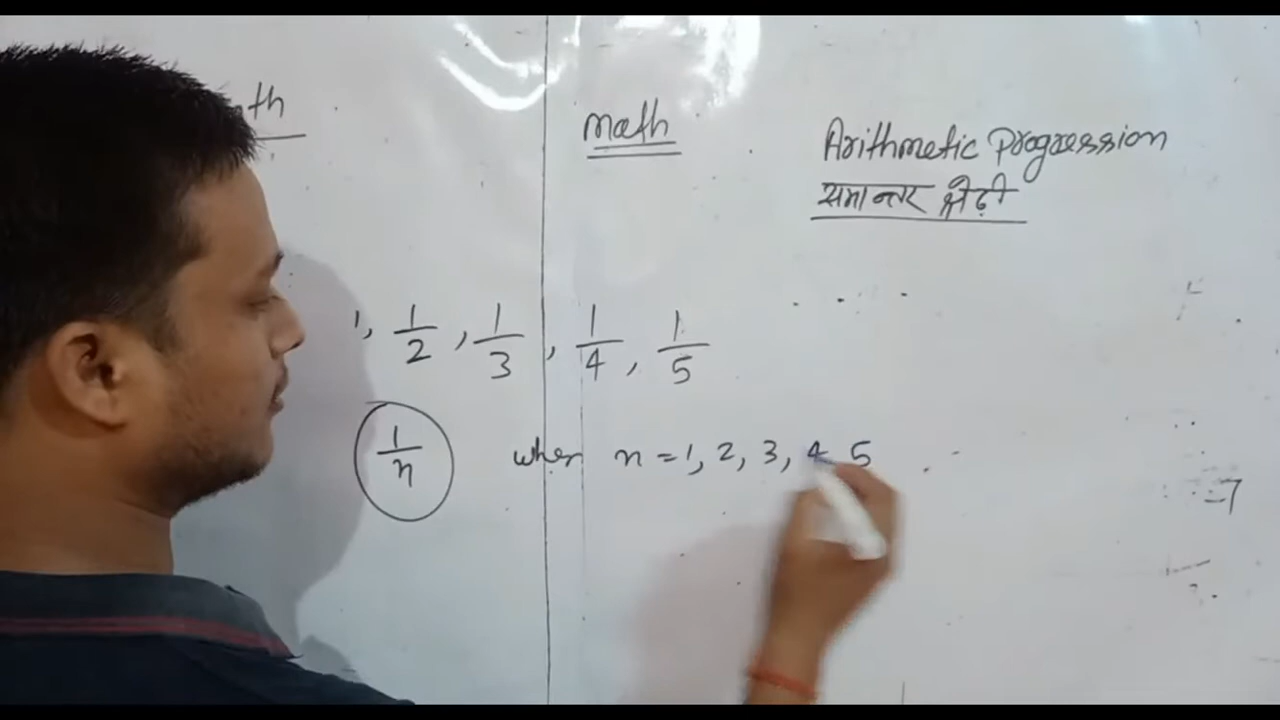 Math
Arithmetic Progression
समान्तर श्रेढ़ी
1, 1/2, 1/3, 1/4, 1/5
1/n when n = 1, 2, 3, 4, 5
-7